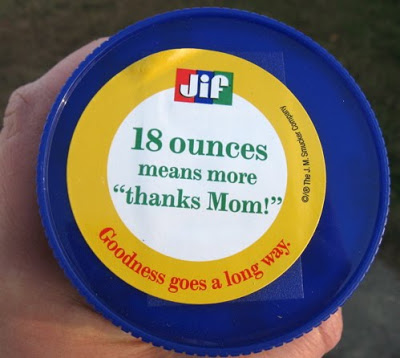 Jif
18 ounces
means more
“thanks Mom!”
Goodness goes a long way.
©/® The J. M. Smucker Company